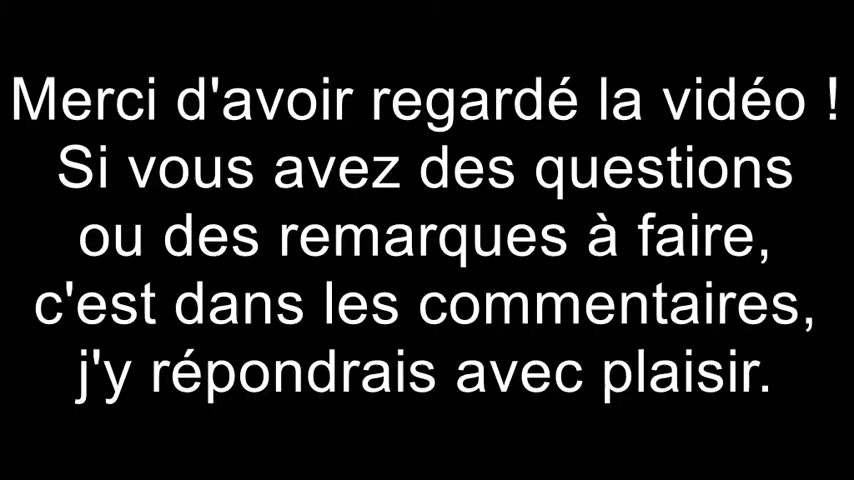 Merci d'avoir regardé la vidéo !
Si vous avez des questions
ou des remarques à faire,
c'est dans les commentaires,
j'y répondrais avec plaisir.